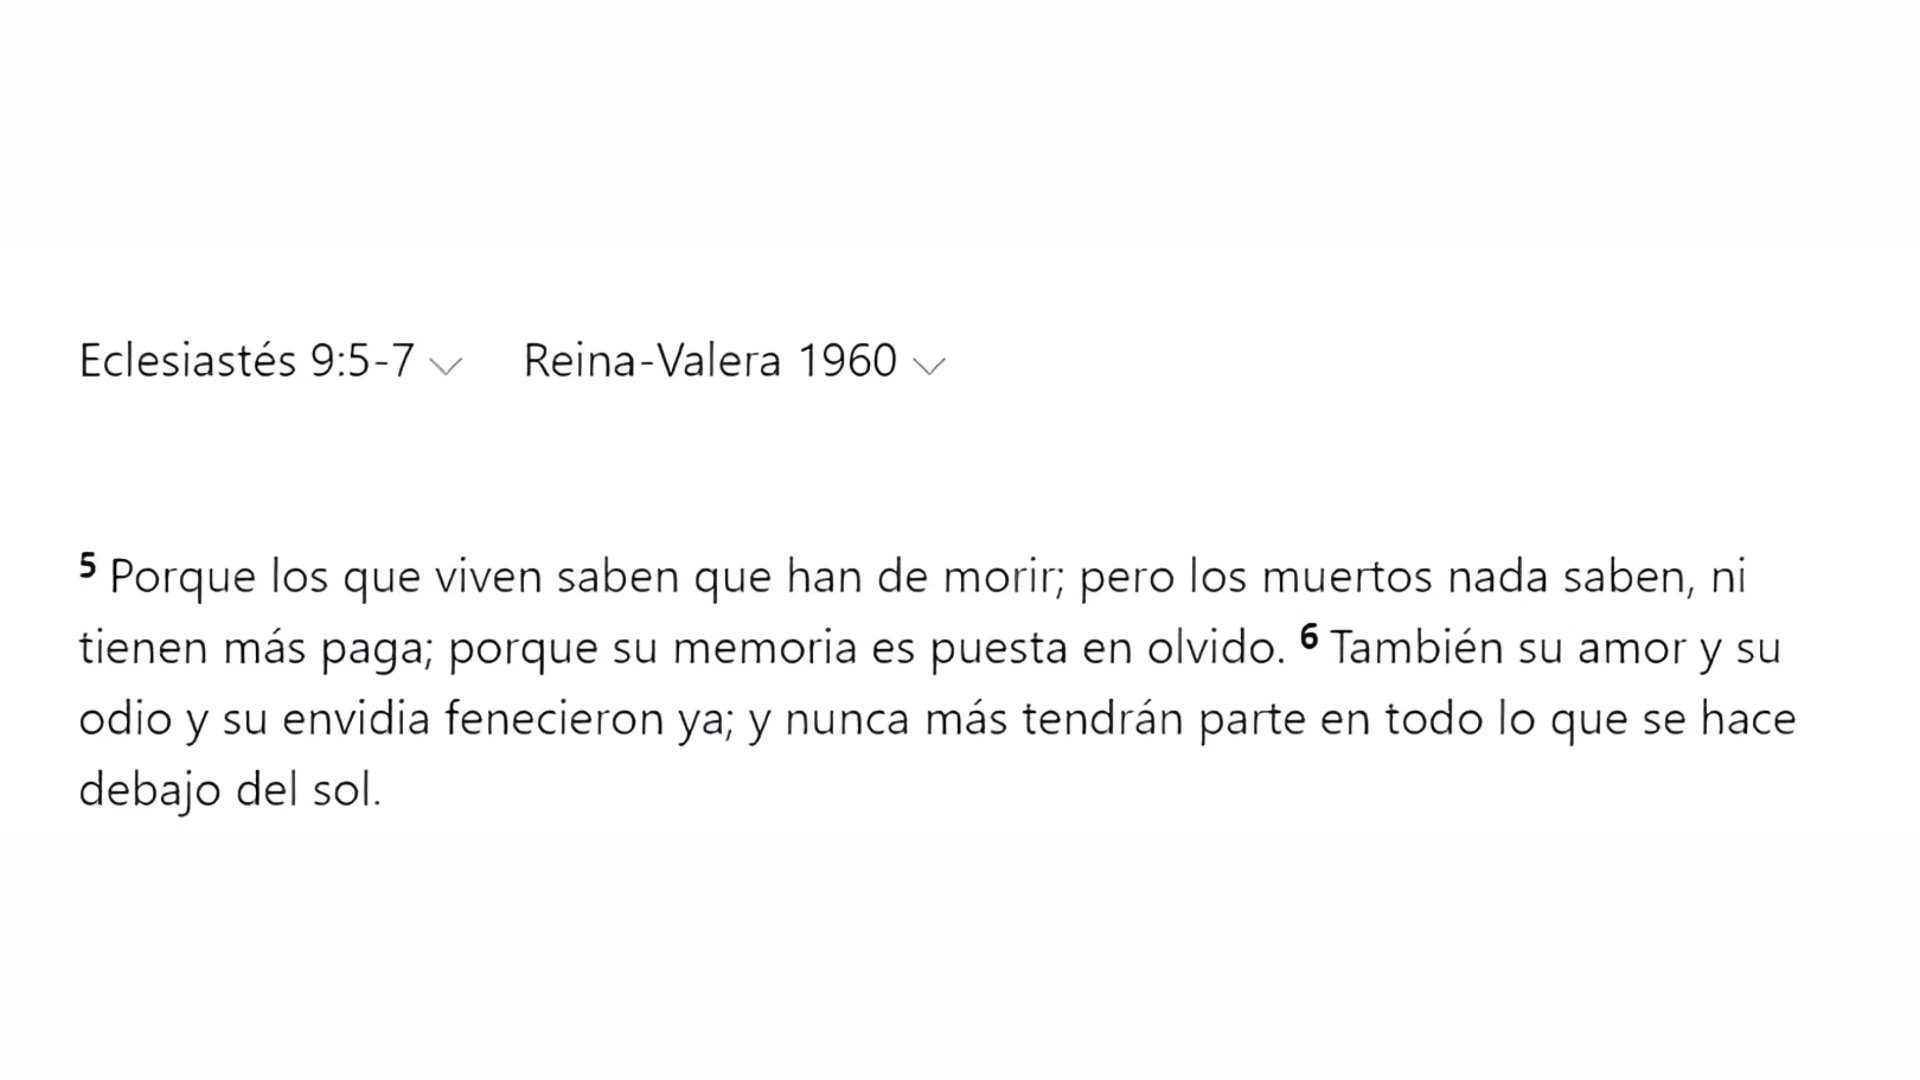 Eclesiastés 9:5-7 Reina-Valera 1960
5 Porque los que viven saben que han de morir; pero los muertos nada saben, ni
tienen más paga; porque su memoria es puesta en olvido. 6 También su amor y su
odio y su envidia fenecieron ya; y nunca más tendrán parte en todo lo que se hace
debajo del sol.